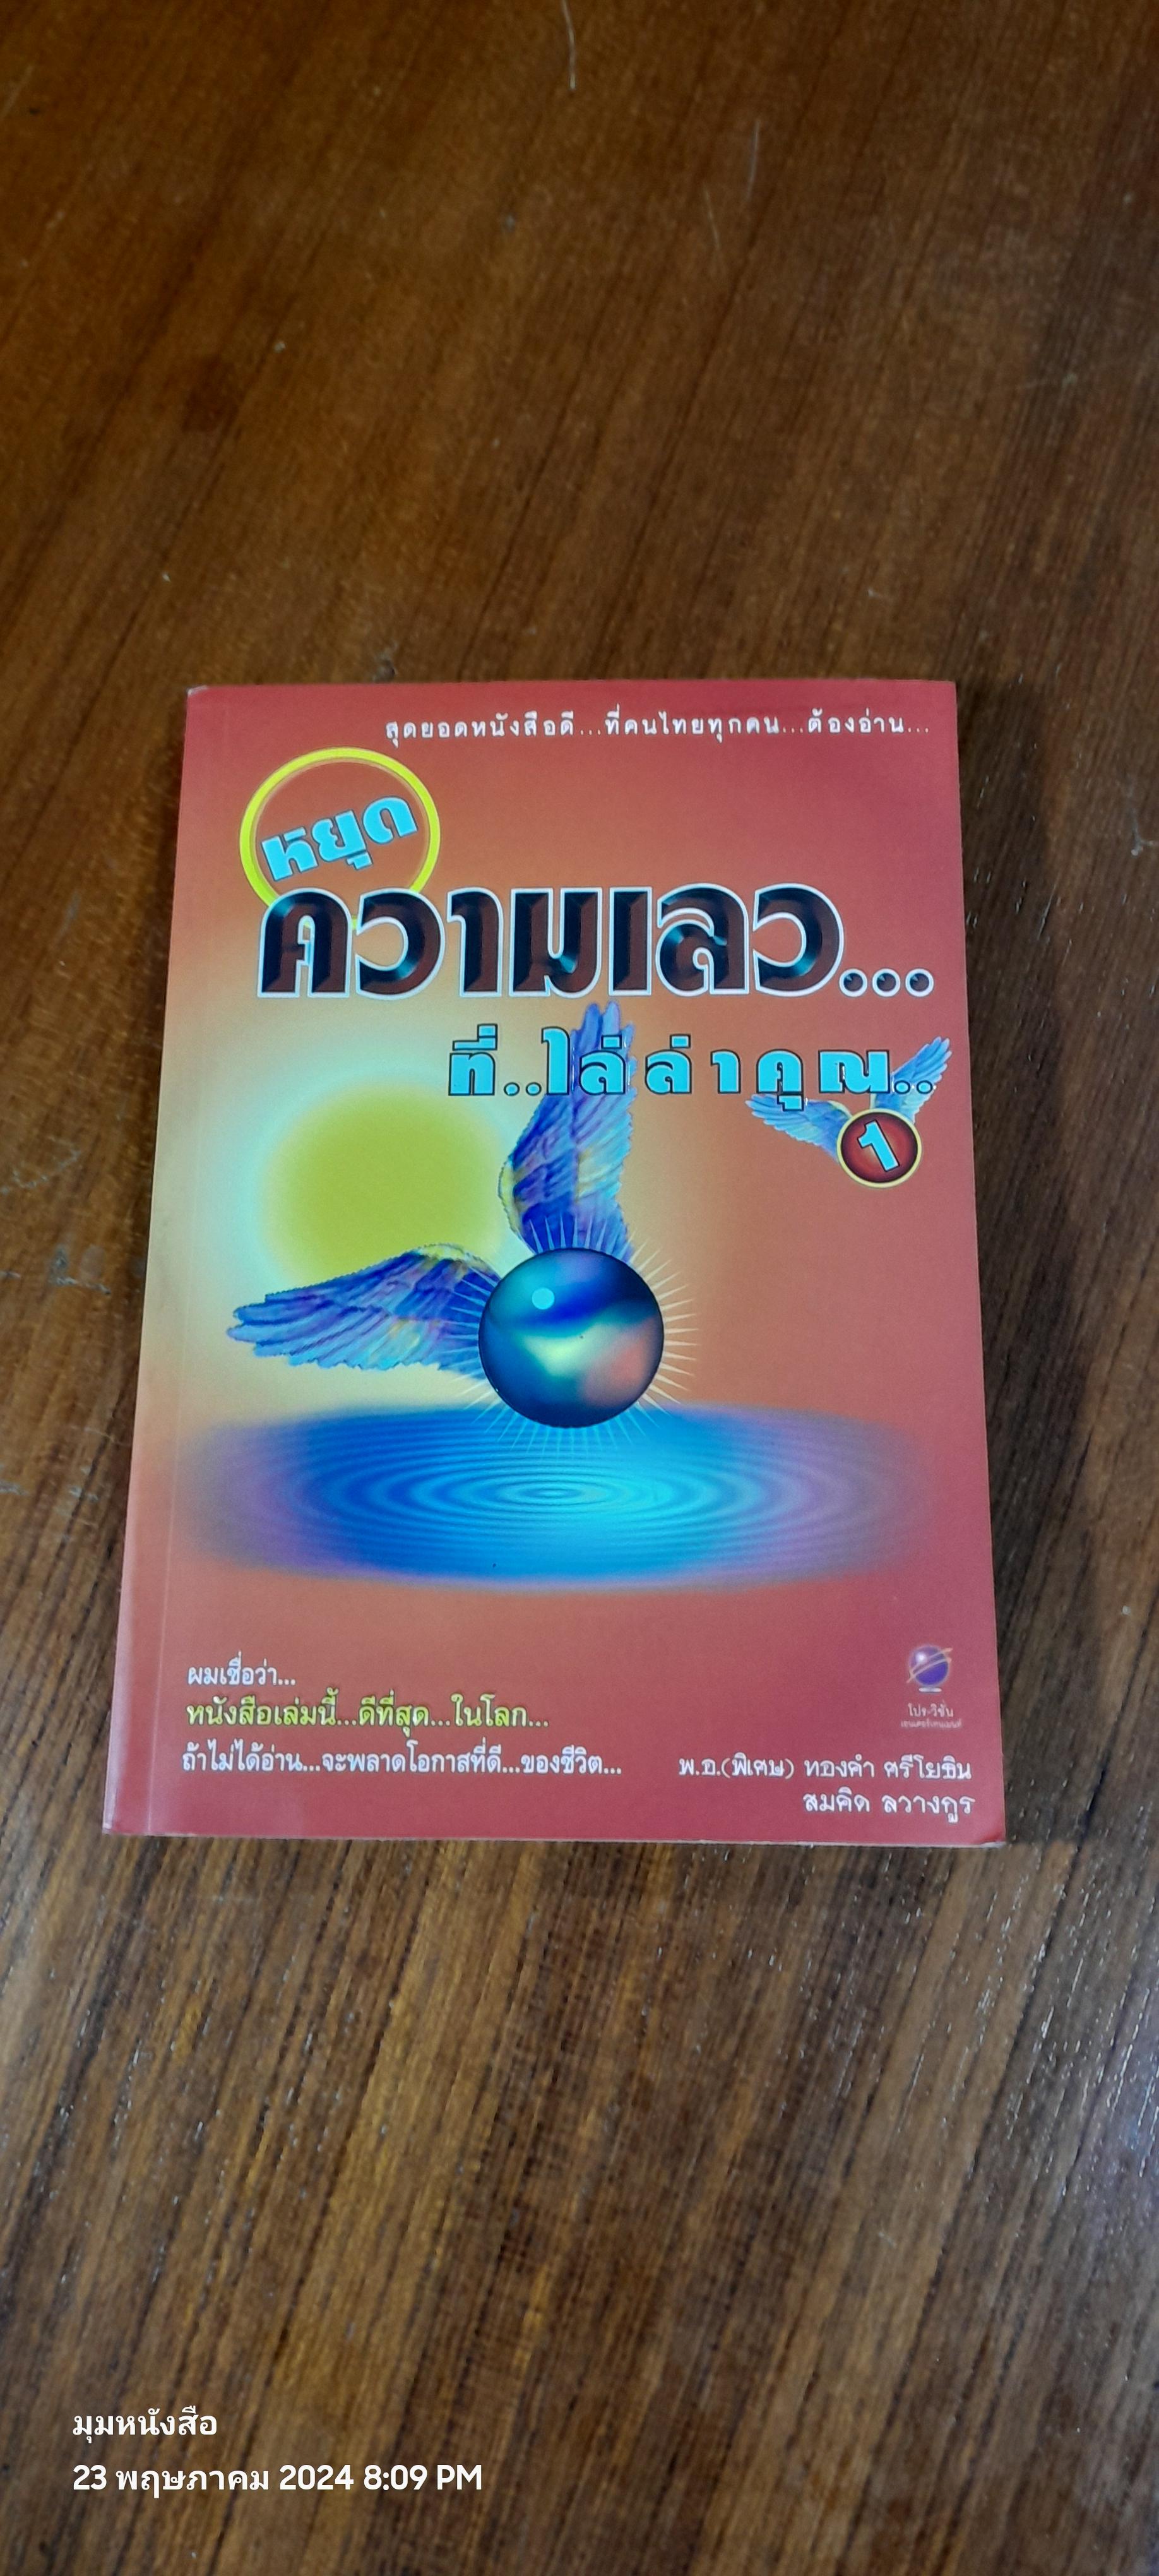 สุดยอดหนังสือดี...ที่คนไทยทุกคน...ต้องอ่าน...
หยุด
ความเลว...
ที่..ไล่ล่าคุณ..
1
ผมเชื่อว่า...
หนังสือเล่มนี้...ดีที่สุด...ในโลก...
ถ้าไม่ได้อ่าน...จะพลาดโอกาสที่ดี...ของชีวิต...
โปร-วิชั่น
พ.อ.(พิเศษ) ทองคำ ศรีโยธิน
สมคิด ลวางกูร
มุมหนังสือ
23 พฤษภาคม 2024 8:09 PM